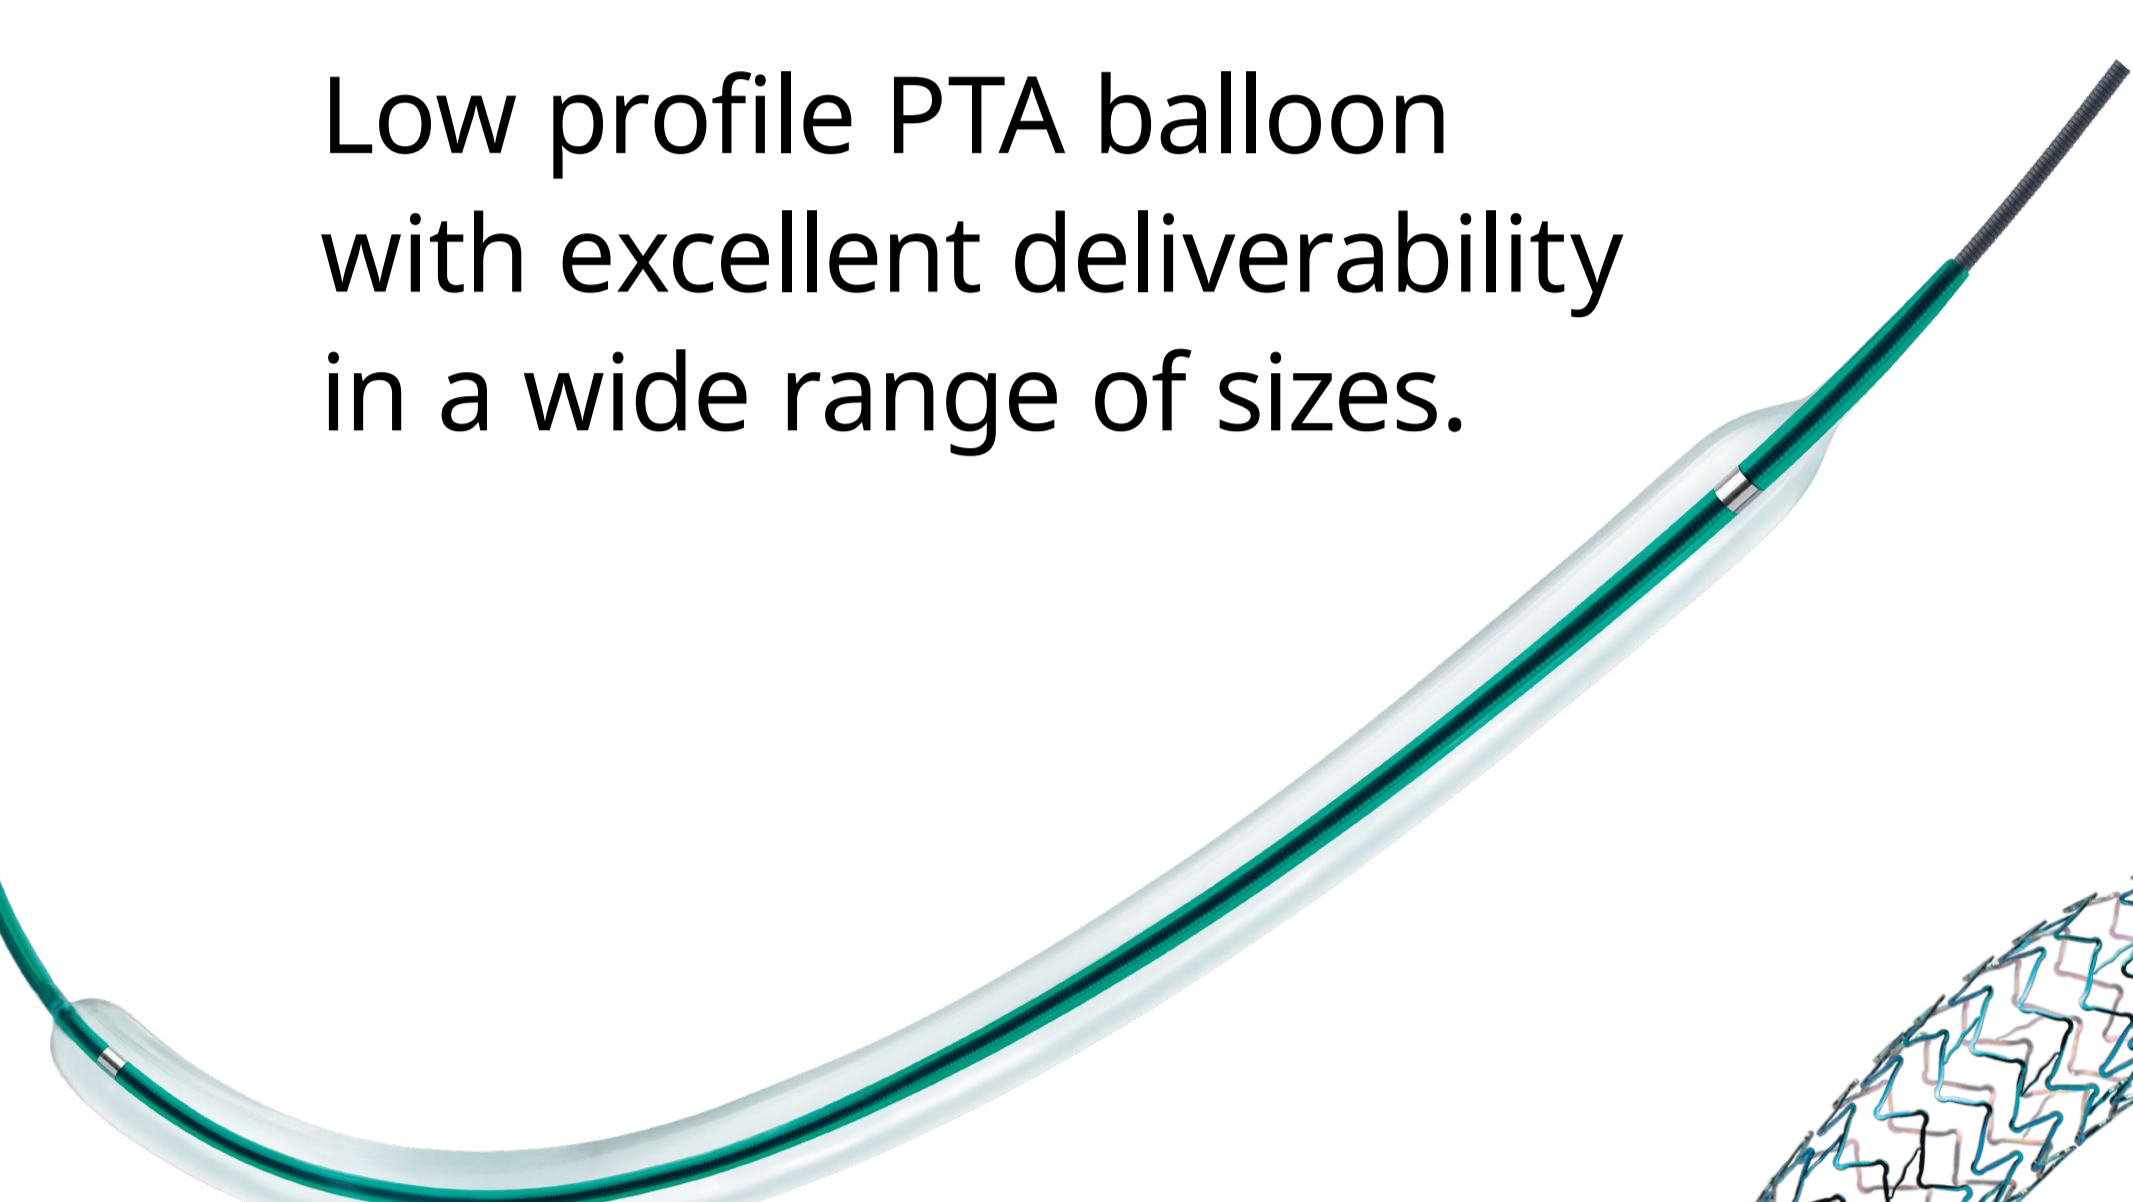 Low profile PTA balloon
with excellent deliverability
in a wide range of sizes.